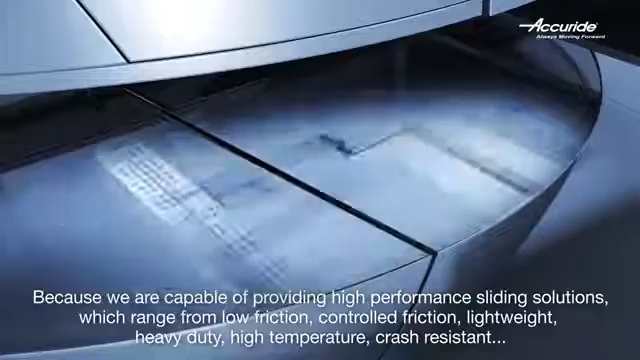 Accuride
Always Moving Forward
Because we are capable of providing high performance sliding solutions,
which range from low friction, controlled friction, lightweight,
heavy duty, high temperature, crash resistant...